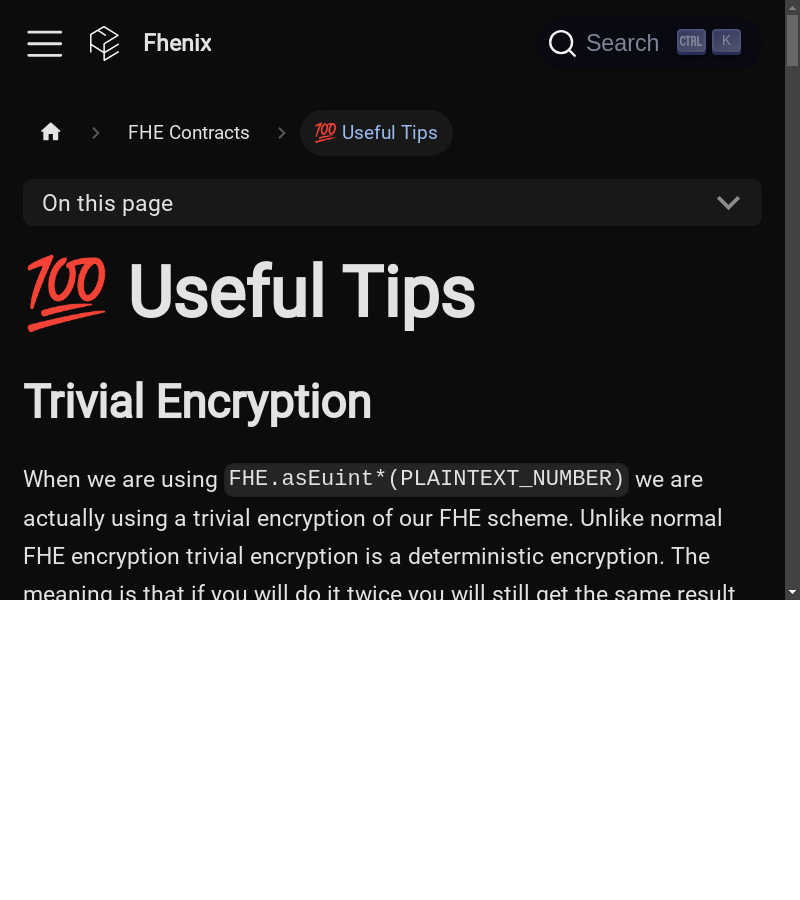 Fhenix
Search CTRL K
FHE Contracts
💯 Useful Tips
On this page
💯 Useful Tips
Trivial Encryption
When we are using FHE.asEuint*(PLAINTEXT_NUMBER) we are
actually using a trivial encryption of our FHE scheme. Unlike normal
FHE encryption trivial encryption is a deterministic encryption. The
meaning is that if you will do it twice you will still get the same result